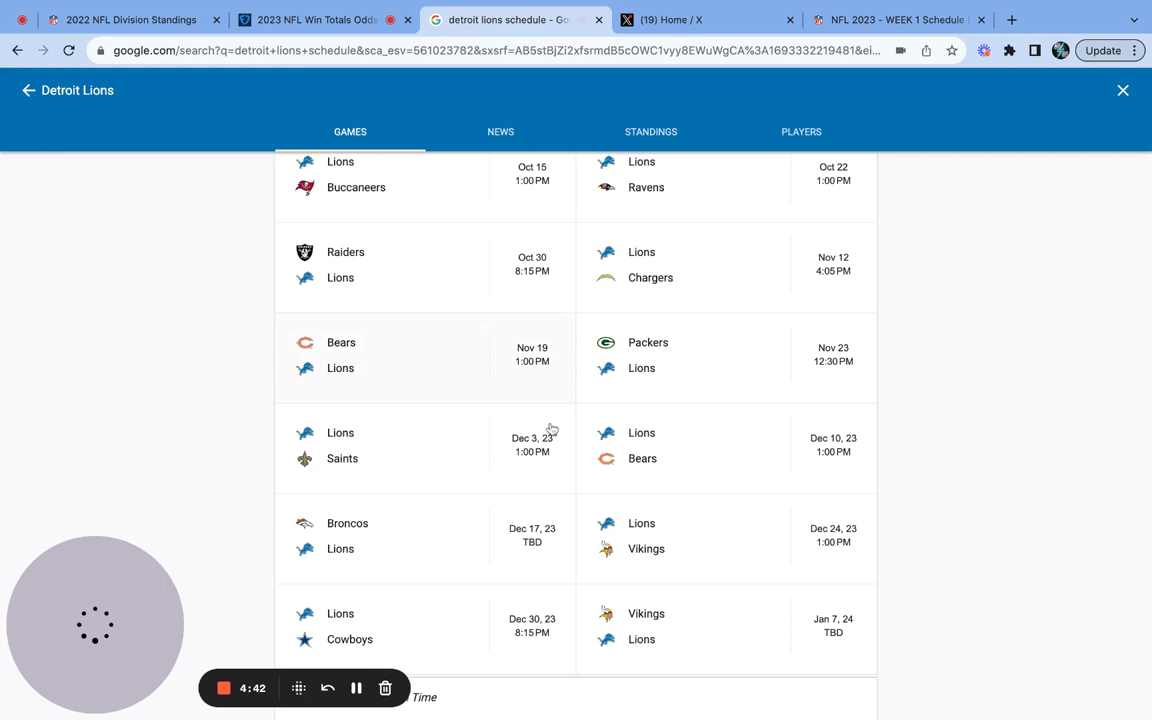 2022 NFL Division Standings
2023 NFL Win Totals Odds
detroit lions schedule - Go
(19) Home / X
NFL 2023 - WEEK 1 Schedule
google.com/search?q=detroit+lions+schedule&sca_esv=561023782&sxsrf=AB5stBjZi2xfsrmdB5cOWC1vyy8EWuWgCA%3A1693332219481&ei...
Update
Detroit Lions
GAMES NEWS STANDINGS PLAYERS
Lions
Buccaneers
Oct 15
1:00 PM
Lions
Ravens
Oct 22
1:00 PM
Raiders
Lions
Oct 30
8:15 PM
Lions
Chargers
Nov 12
4:05 PM
Bears
Lions
Nov 19
1:00 PM
Packers
Lions
Nov 23
12:30 PM
Lions
Saints
Dec 3, 23
1:00 PM
Lions
Bears
Dec 10, 23
1:00 PM
Broncos
Lions
Dec 17, 23
TBD
Lions
Vikings
Dec 24, 23
1:00 PM
Lions
Cowboys
Dec 30, 23
8:15 PM
Vikings
Lions
Jan 7, 24
TBD
Time
4:42